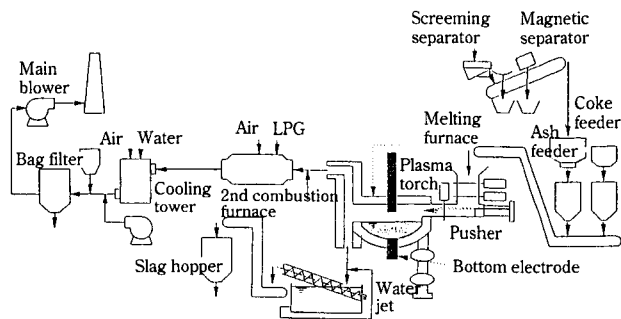 Screeming
separator
Magnetic
separator
Main
blower
Air
Water
Bag filter
Cooling
tower
Air
LPG
2nd combustion
furnace
Melting
furnace
Plasma
torch
Ash
feeder
Coke
feeder
Pusher
Bottom electrode
Slag hopper
Water
jet